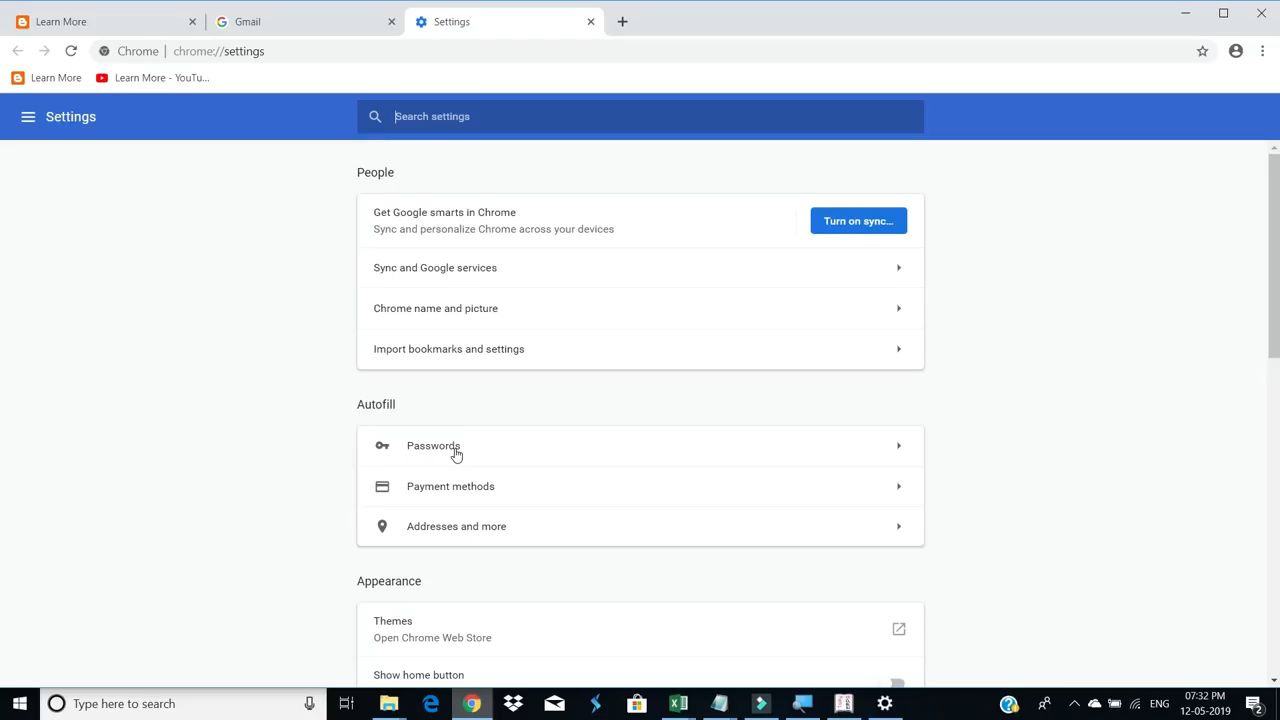 Learn More
Gmail
Settings
Chrome | chrome://settings
Learn More
Learn More - YouTu...
Settings
Search settings
People
Get Google smarts in Chrome
Sync and personalize Chrome across your devices
Turn on sync...
Sync and Google services
Chrome name and picture
Import bookmarks and settings
Autofill
Passwords
Payment methods
Addresses and more
Appearance
Themes
Open Chrome Web Store
Show home button
Type here to search
ENG
07:32 PM
12-05-2019
2